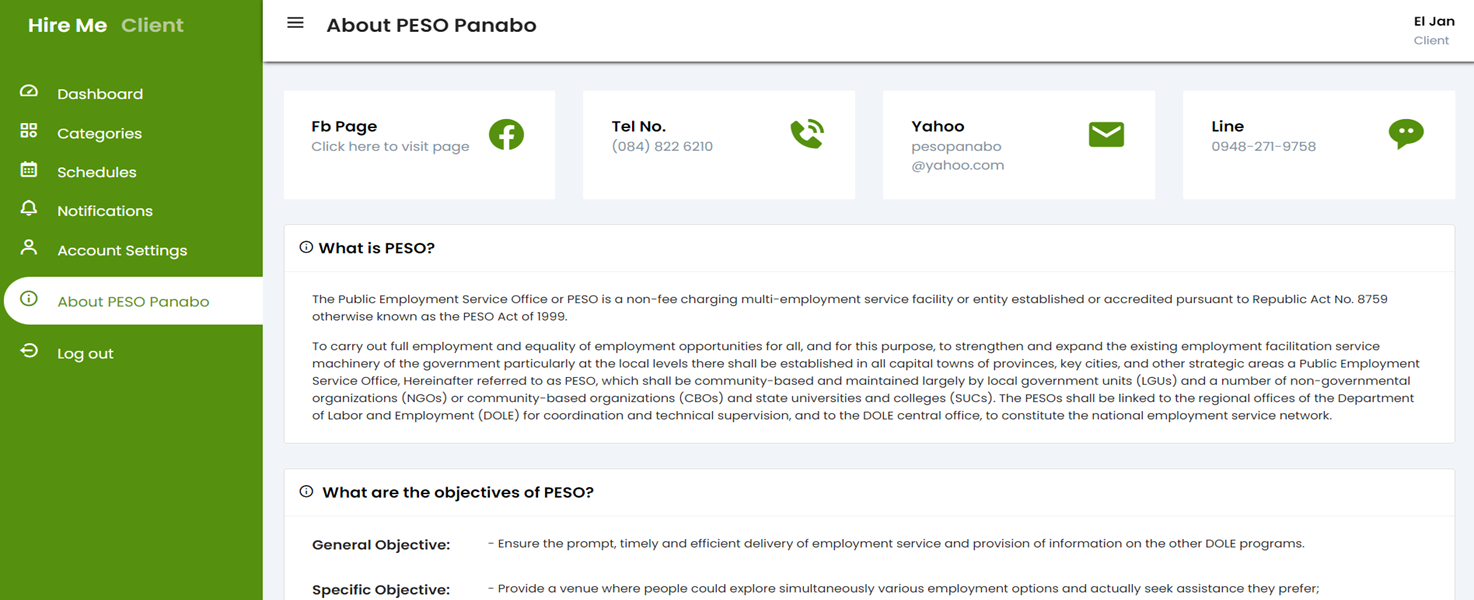 Hire Me Client
Dashboard
Categories
Schedules
Notifications
Account Settings
About PESO Panabo
Log out
About PESO Panabo
El Jan
Client
Fb Page
Click here to visit page
Tel No.
(084) 822 6210
Yahoo
pesopanabo
@yahoo.com
Line
0948-271-9758
What is PESO?
The Public Employment Service Office or PESO is a non-fee charging multi-employment service facility or entity established or accredited pursuant to Republic Act No. 8759
otherwise known as the PESO Act of 1999.
To carry out full employment and equality of employment opportunities for all, and for this purpose, to strengthen and expand the existing employment facilitation service
machinery of the government particularly at the local levels there shall be established in all capital towns of provinces, key cities, and other strategic areas a Public Employment
Service Office, Hereinafter referred to as PESO, which shall be community-based and maintained largely by local government units (LGUs) and a number of non-governmental
organizations (NGOs) or community-based organizations (CBOs) and state universities and colleges (SUCs). The PESOs shall be linked to the regional offices of the Department
of Labor and Employment (DOLE) for coordination and technical supervision, and to the DOLE central office, to constitute the national employment service network.
What are the objectives of PESO?
General Objective: - Ensure the prompt, timely and efficient delivery of employment service and provision of information on the other DOLE programs.
Specific Objective: - Provide a venue where people could explore simultaneously various employment options and actually seek assistance they prefer;